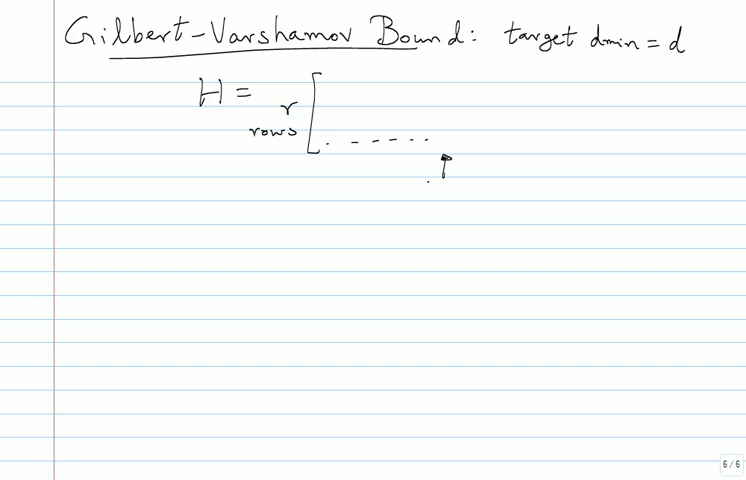 Gilbert-Varshamov Bound: target dmin = d
H =
r
rows
6/6